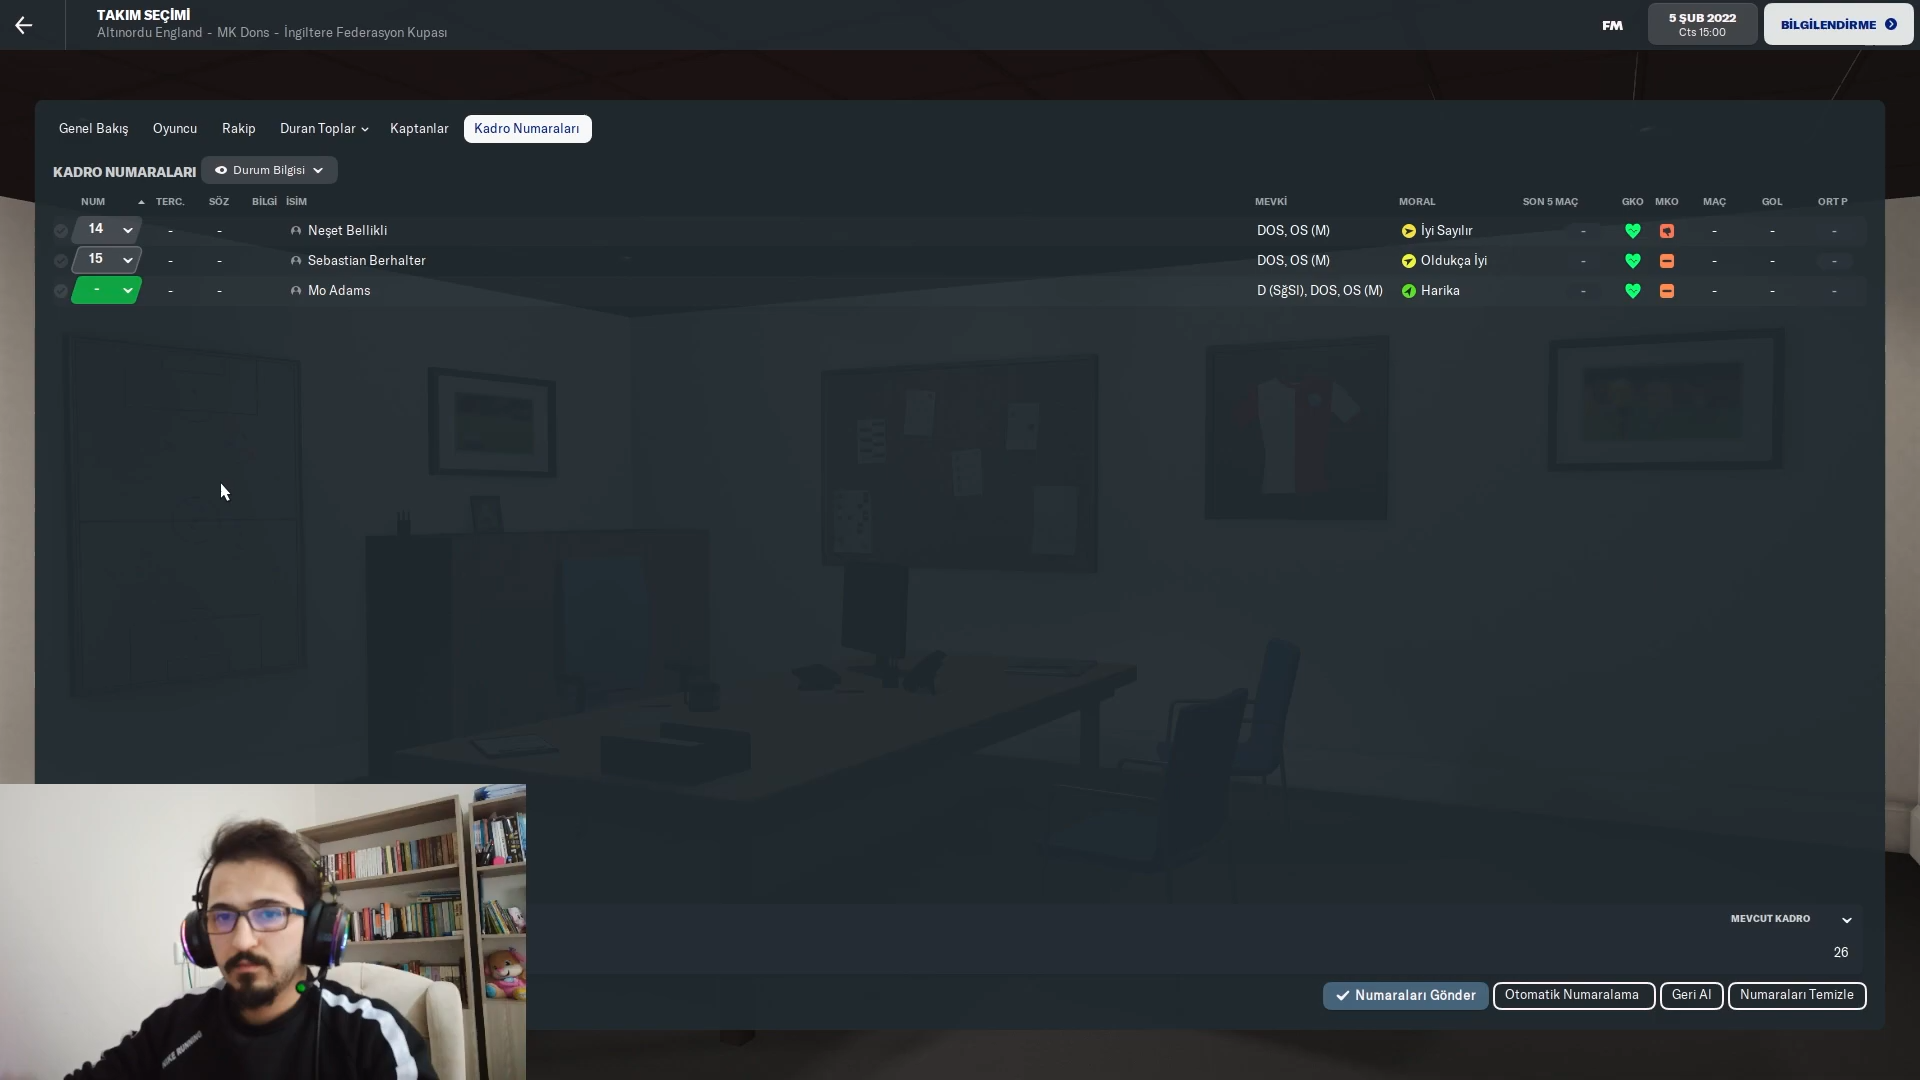 TAKIM SEÇİMİ
Altınordu England - MK Dons - İngiltere Federasyon Kupası
FM
5 ŞUB 2022
Cts 15:00
BİLGİLENDİRME
Genel Bakış
Oyuncu
Rakip
Duran Toplar
Kaptanlar
Kadro Numaraları
KADRO NUMARALARI
Durum Bilgisi
NUM TERC. SÖZ BİLGİ İSİM MEVKİ MORAL SON 5 MAÇ GKO MKO MAÇ GOL ORT P
14 - - Neşet Bellikli DOS, OS (M) İyi Sayılır - - - -
15 - - Sebastian Berhalter DOS, OS (M) Oldukça İyi - - - -
- - - Mo Adams D (SğSl), DOS, OS (M) Harika - - - -
MEVCUT KADRO
26
Numaraları Gönder
Otomatik Numaralama
Geri Al
Numaraları Temizle
NIKE RUNNING